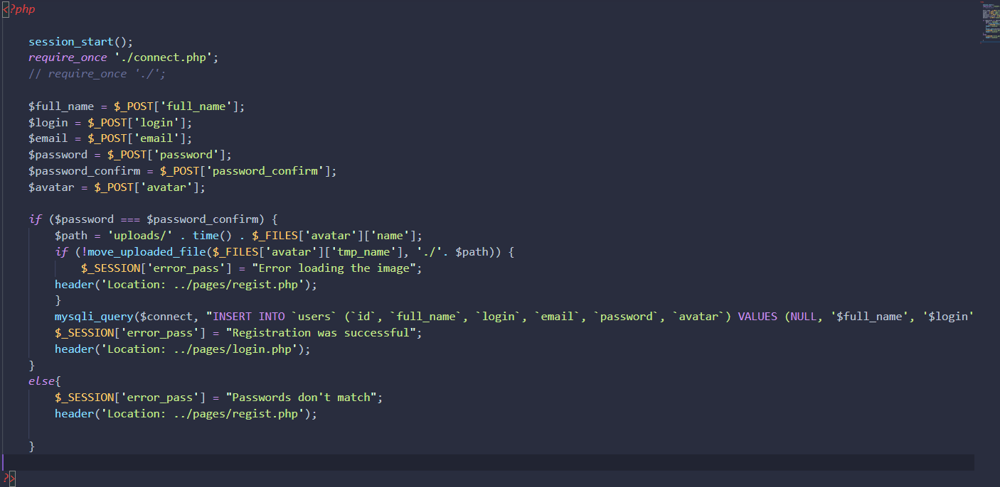 <?php
session_start();
require_once './connect.php';
// require_once './';
$full_name = $_POST['full_name'];
$login = $_POST['login'];
$email = $_POST['email'];
$password = $_POST['password'];
$password_confirm = $_POST['password_confirm'];
$avatar = $_POST['avatar'];
if ($password === $password_confirm) {
$path = 'uploads/' . time() . $_FILES['avatar']['name'];
if (!move_uploaded_file($_FILES['avatar']['tmp_name'], './'. $path)) {
$_SESSION['error_pass'] = "Error loading the image";
header('Location: ../pages/regist.php');
}
mysqli_query($connect, "INSERT INTO `users` (`id`, `full_name`, `login`, `email`, `password`, `avatar`) VALUES (NULL, '$full_name', '$login'
$_SESSION['error_pass'] = "Registration was successful";
header('Location: ../pages/login.php');
}
else{
$_SESSION['error_pass'] = "Passwords don't match";
header('Location: ../pages/regist.php');
}
?>